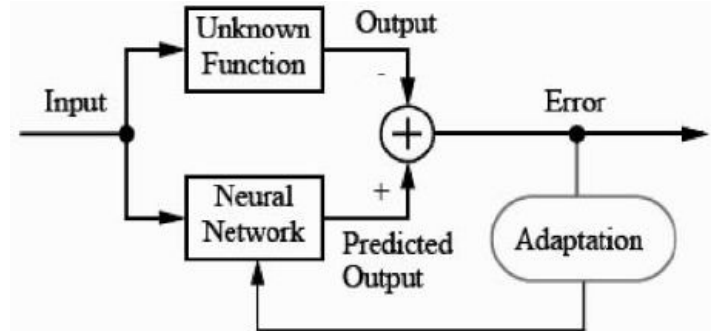 Unknown
Function
Output
-
Input
Error
+
+
Neural
Network
Predicted
Output
Adaptation